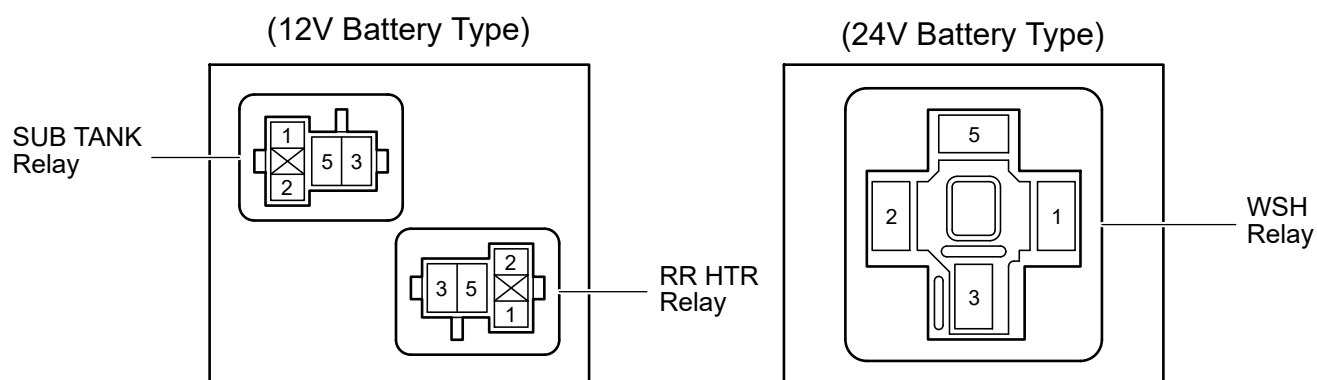 (12V Battery Type)
(24V Battery Type)
SUB TANK
Relay
1
5 3
2
5
2
1
WSH
Relay
2
3 5
1
RR HTR
Relay
3